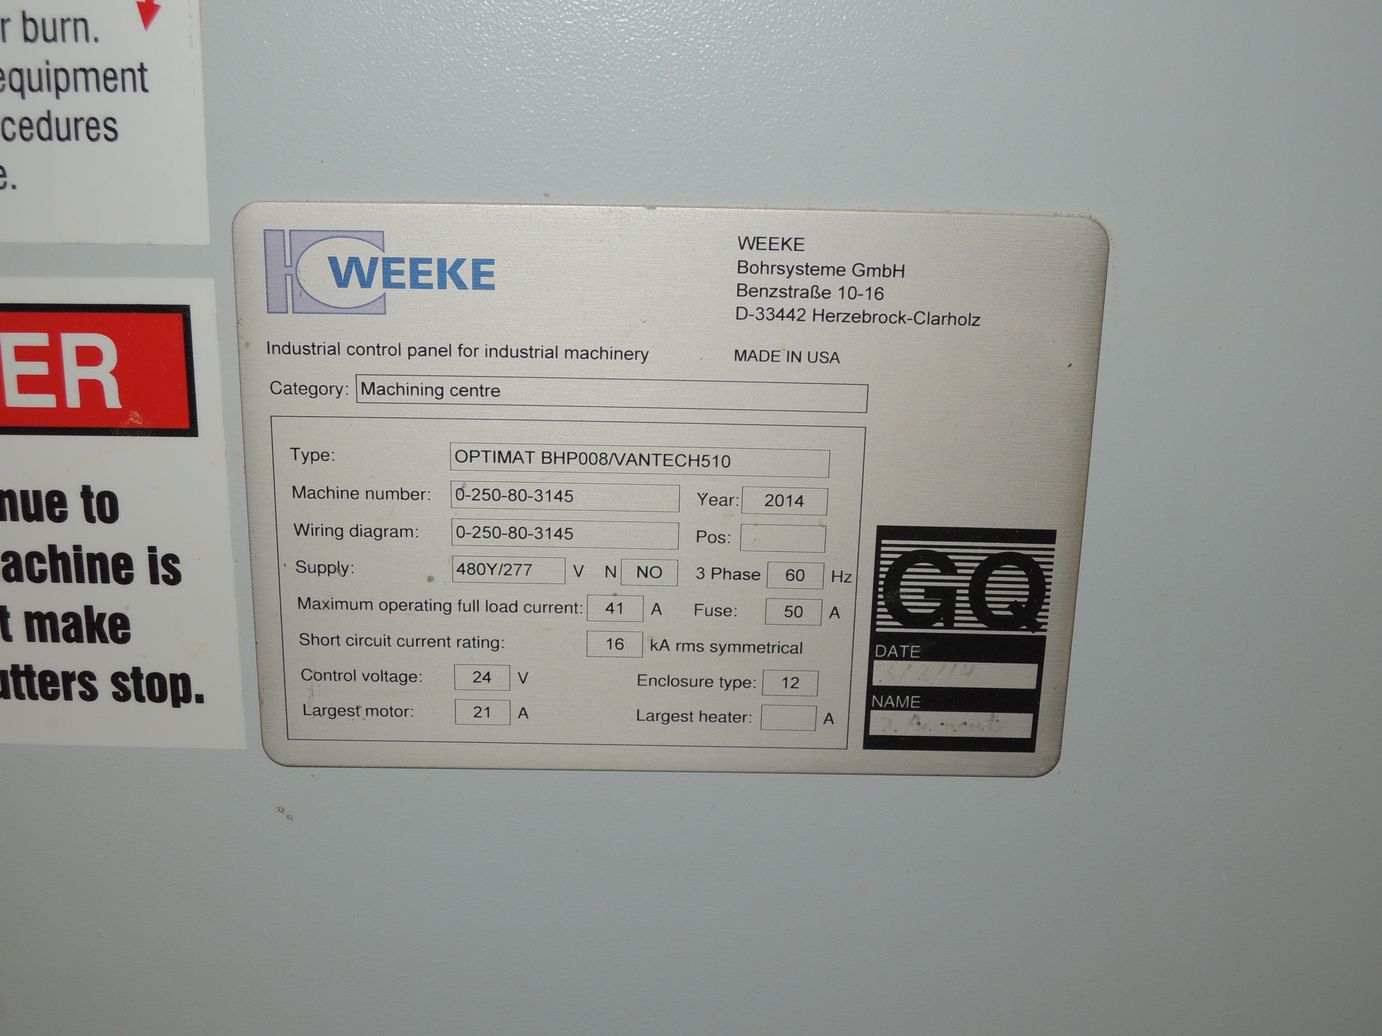 r burn.
equipment
cedures
e.
ER
nue to
achine is
t make
utters stop.
WEEKE
WEEKE
Bohrsysteme GmbH
Benzstraße 10-16
D-33442 Herzebrock-Clarholz
Industrial control panel for industrial machinery MADE IN USA
Category: Machining centre
Type: OPTIMAT BHP008/VANTECH510
Machine number: 0-250-80-3145 Year: 2014
Wiring diagram: 0-250-80-3145 Pos:
Supply: 480Y/277 V N NO 3 Phase 60 Hz
Maximum operating full load current: 41 A Fuse: 50 A
Short circuit current rating: 16 kA rms symmetrical
Control voltage: 24 V Enclosure type: 12
Largest motor: 21 A Largest heater: A
GQ
DATE
NAME